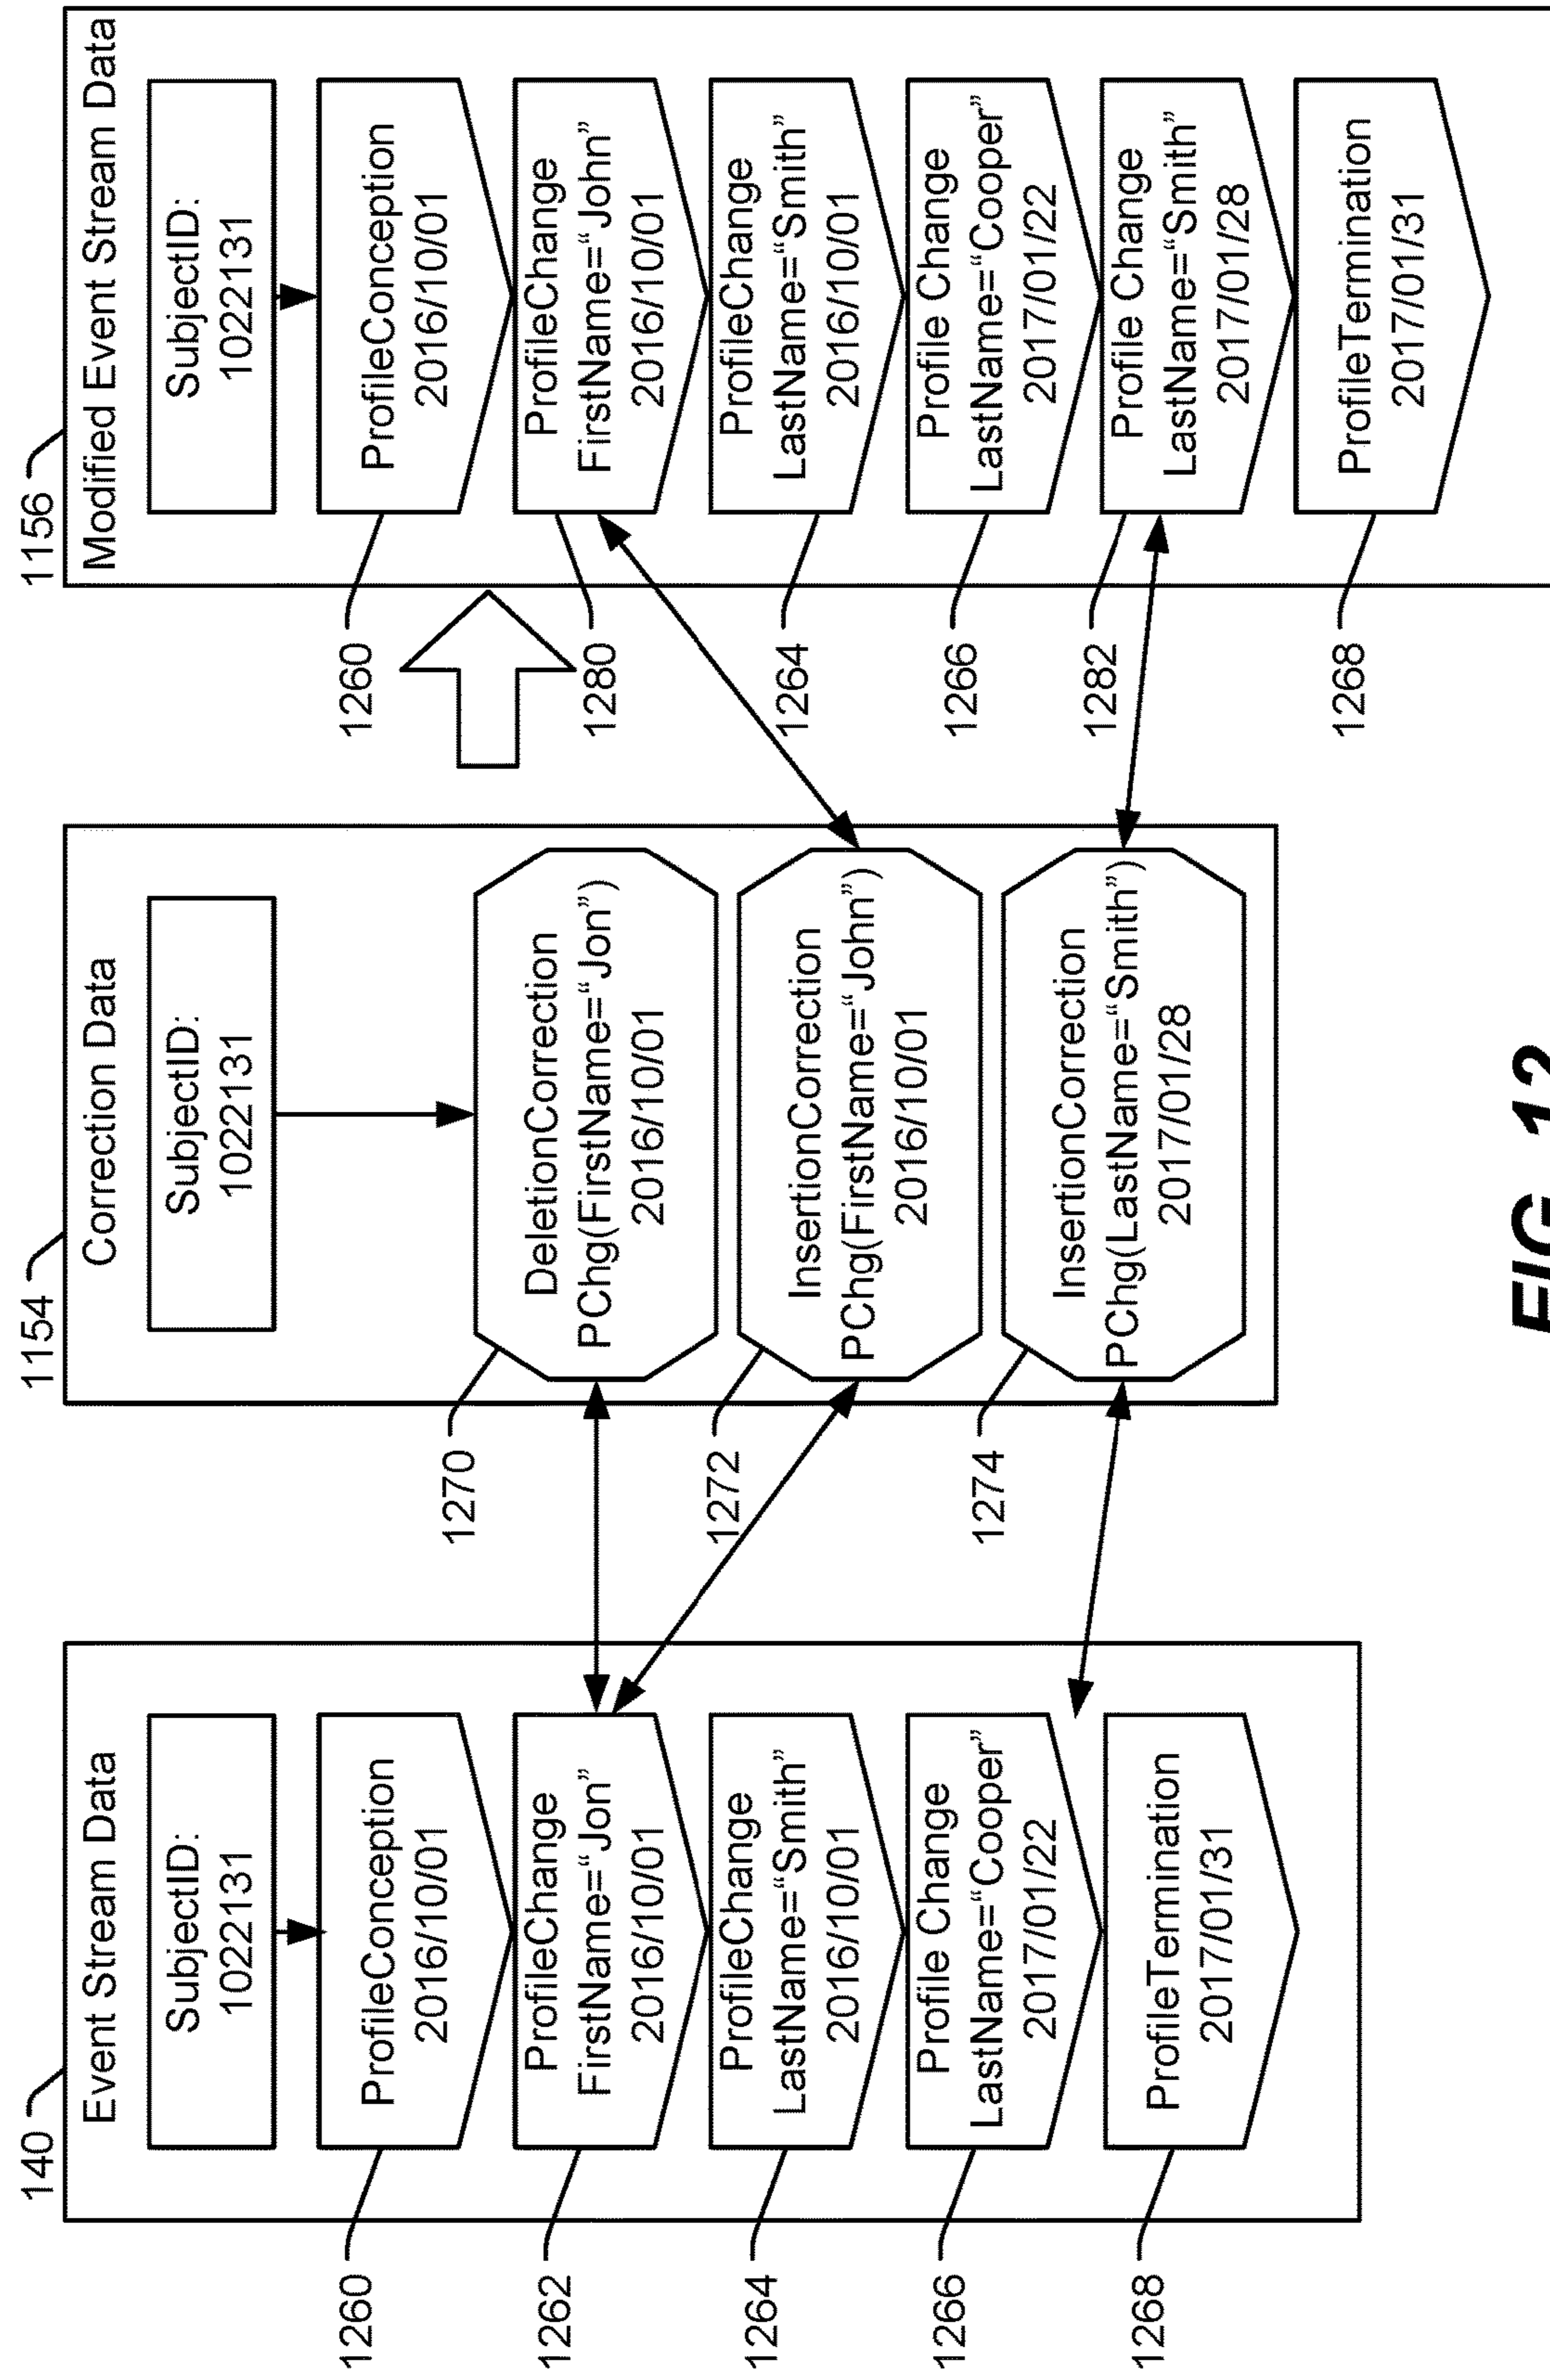 140
Event Stream Data
SubjectID:
1022131
1260
ProfileConception
2016/10/01
1262
ProfileChange
FirstName=“Jon”
2016/10/01
1264
ProfileChange
LastName=“Smith”
2016/10/01
1266
Profile Change
LastName=“Cooper”
2017/01/22
1268
ProfileTermination
2017/01/31
1154
Correction Data
SubjectID:
1022131
1270
DeletionCorrection
PChg(FirstName=“Jon”)
2016/10/01
1272
InsertionCorrection
PChg(FirstName=“John”)
2016/10/01
1274
InsertionCorrection
PChg(LastName=“Smith”)
2017/01/28
1156
Modified Event Stream Data
SubjectID:
1022131
1260
ProfileConception
2016/10/01
1280
ProfileChange
FirstName=“John”
2016/10/01
1264
ProfileChange
LastName=“Smith”
2016/10/01
1266
Profile Change
LastName=“Cooper”
2017/01/22
1282
Profile Change
LastName=“Smith”
2017/01/28
1268
ProfileTermination
2017/01/31
FIG. 12